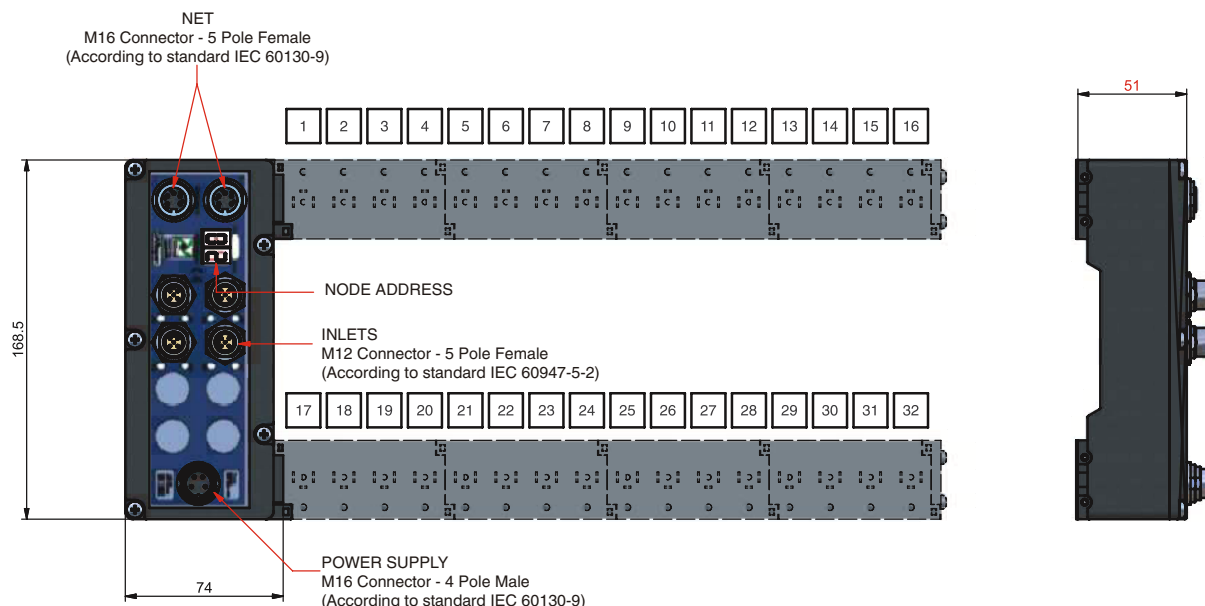 NET
M16 Connector - 5 Pole Female
(According to standard IEC 60130-9)
51
1 2 3 4 5 6 7 8 9 10 11 12 13 14 15 16
NODE ADDRESS
168.5
INLETS
M12 Connector - 5 Pole Female
(According to standard IEC 60947-5-2)
17 18 19 20 21 22 23 24 25 26 27 28 29 30 31 32
POWER SUPPLY
M16 Connector - 4 Pole Male
(According to standard IEC 60130-9)
74